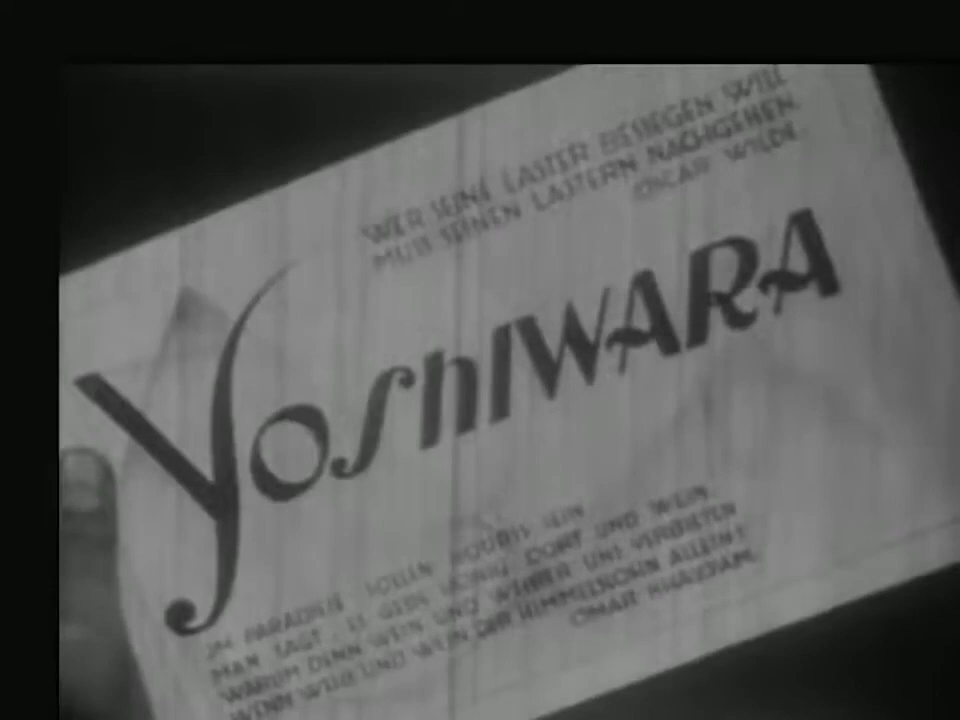 WER SEINE LASTER BESIEGEN WILL
MUß SEINEN LASTERN NACHGEHEN.
OSCAR WILDE.
YoshIWARA
IM PARADIESE SOLLEN HOURIS SEIN
MAN SAGT, ES GEBE HONIG DORT UND WEIN.
WARUM DENN WEIN UND WEIBER UNS VERBIETEN
WENN WEIB UND WEIN DER HIMMELSLOHN ALLEIN!
OMAR KHAJJAM.